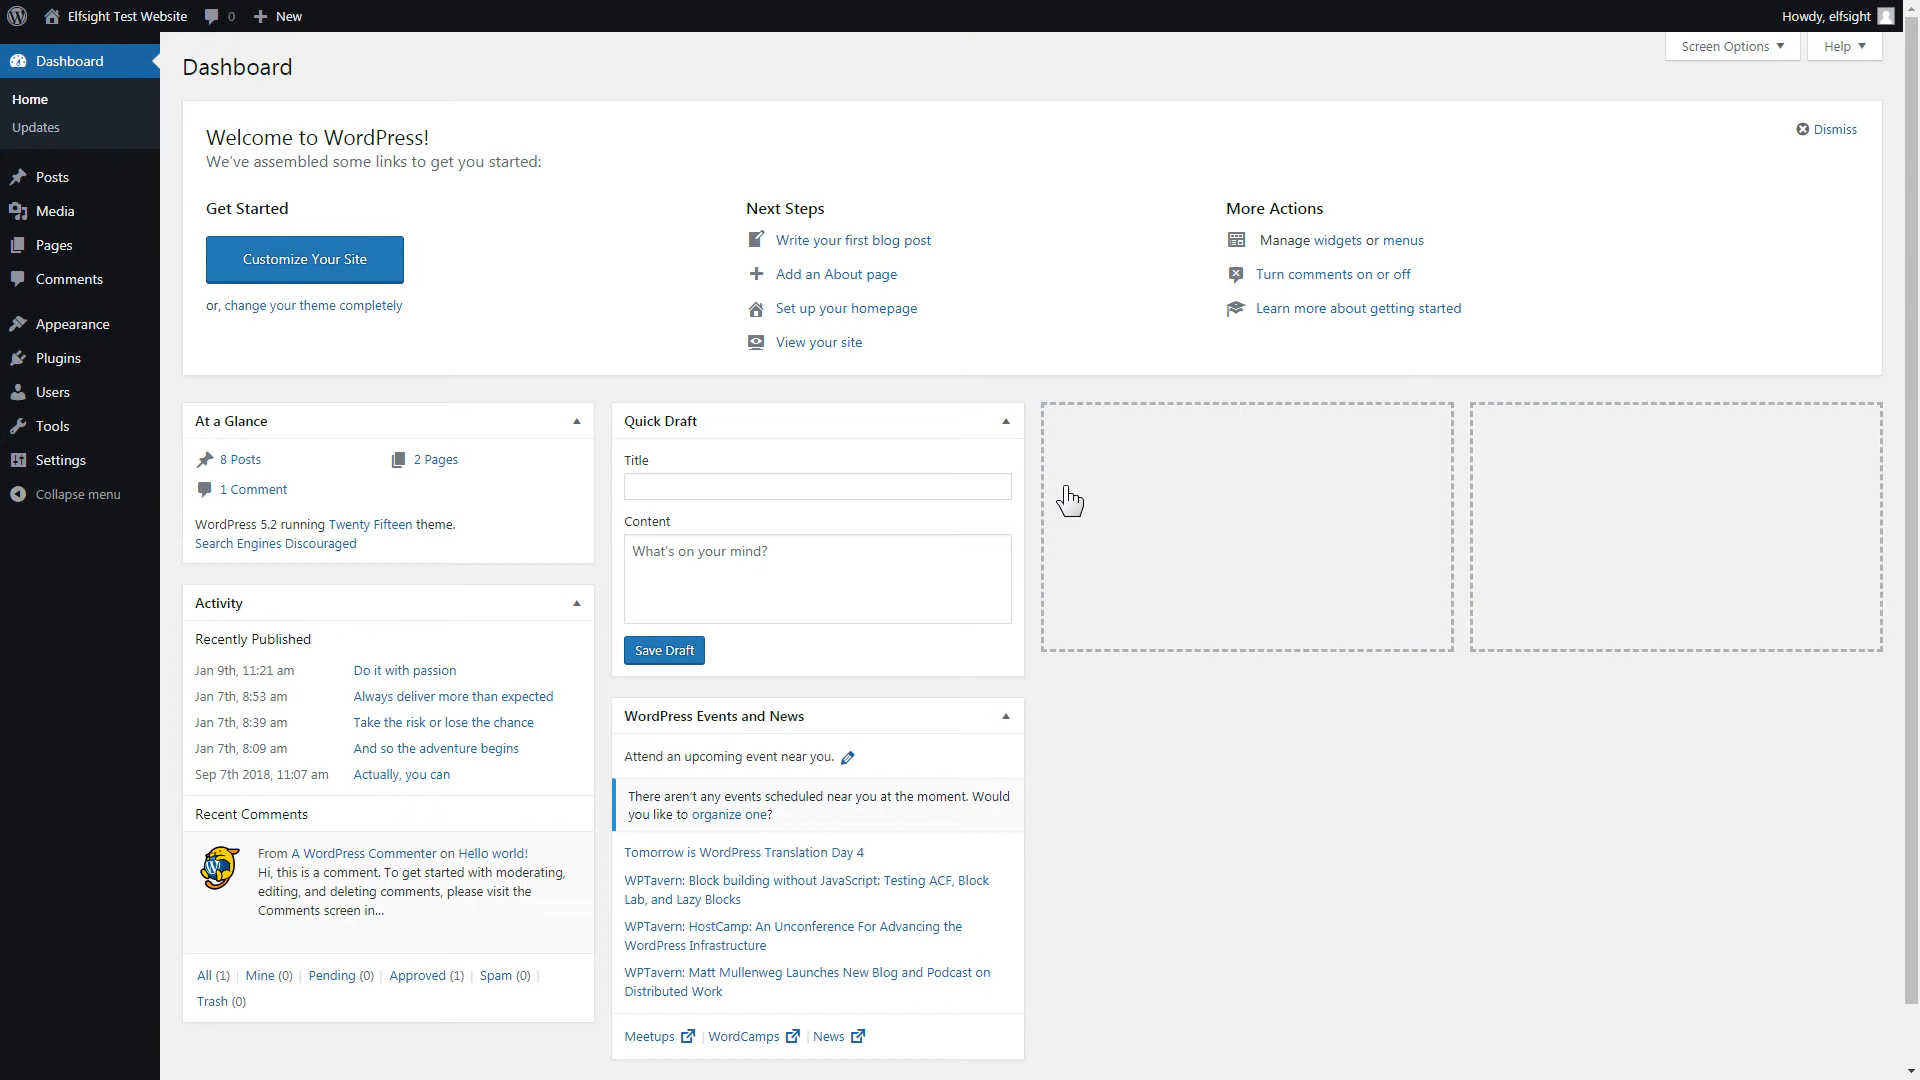 Elfsight Test Website 0 New
Howdy, elfsight
Dashboard
Home
Updates
Posts
Media
Pages
Comments
Appearance
Plugins
Users
Tools
Settings
Collapse menu
Screen Options
Help
Dashboard
Welcome to WordPress!
We've assembled some links to get you started:
Dismiss
Get Started
Customize Your Site
or, change your theme completely
Next Steps
Write your first blog post
Add an About page
Set up your homepage
View your site
More Actions
Manage widgets or menus
Turn comments on or off
Learn more about getting started
At a Glance
8 Posts
2 Pages
1 Comment
WordPress 5.2 running Twenty Fifteen theme.
Search Engines Discouraged
Activity
Recently Published
Jan 9th, 11:21 am Do it with passion
Jan 7th, 8:53 am Always deliver more than expected
Jan 7th, 8:39 am Take the risk or lose the chance
Jan 7th, 8:09 am And so the adventure begins
Sep 7th 2018, 11:07 am Actually, you can
Recent Comments
From A WordPress Commenter on Hello world!
Hi, this is a comment. To get started with moderating,
editing, and deleting comments, please visit the
Comments screen in...
All (1) | Mine (0) | Pending (0) | Approved (1) | Spam (0) |
Trash (0)
Quick Draft
Title
Content
What's on your mind?
Save Draft
WordPress Events and News
Attend an upcoming event near you.
There aren't any events scheduled near you at the moment. Would
you like to organize one?
Tomorrow is WordPress Translation Day 4
WPTavern: Block building without JavaScript: Testing ACF, Block
Lab, and Lazy Blocks
WPTavern: HostCamp: An Unconference For Advancing the
WordPress Infrastructure
WPTavern: Matt Mullenweg Launches New Blog and Podcast on
Distributed Work
Meetups | WordCamps | News